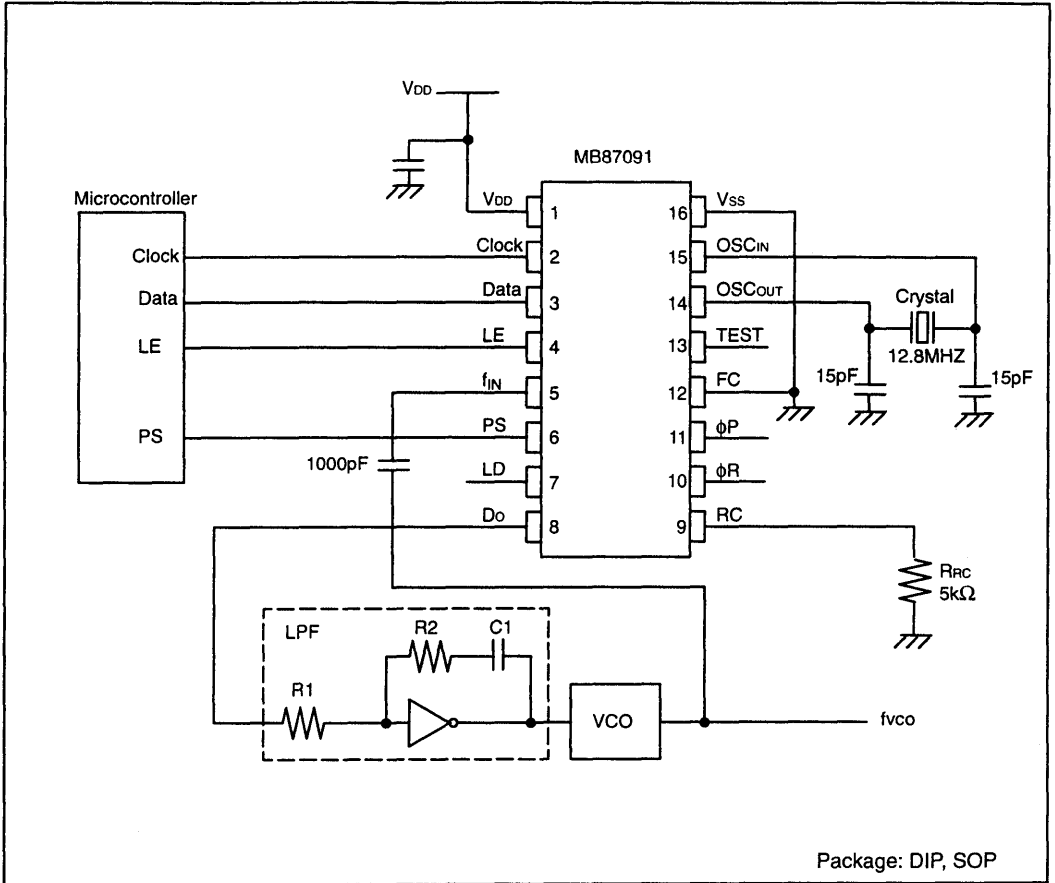 VDD
MB87091
Microcontroller
Clock
Data
LE
PS
VDD 1
Clock 2
Data 3
LE 4
fIN 5
PS 6
LD 7
Do 8
16 VSS
15 OSCIN
14 OSCOUT
13 TEST
12 FC
11 ϕP
10 ϕR
9 RC
Crystal
12.8MHZ
15pF
15pF
1000pF
RRC
5kΩ
LPF
R2
C1
R1
VCO
fvco
Package: DIP, SOP